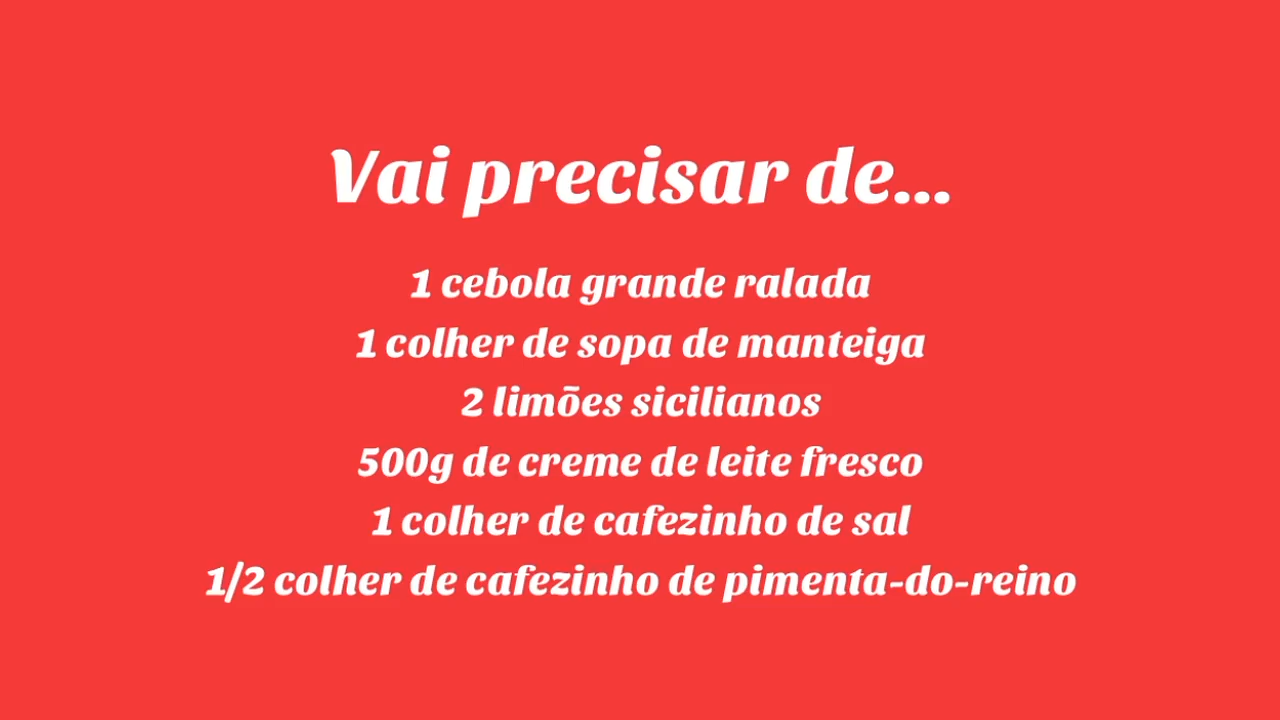 Vai precisar de...
1 cebola grande ralada
1 colher de sopa de manteiga
2 limões sicilianos
500g de creme de leite fresco
1 colher de cafezinho de sal
1/2 colher de cafezinho de pimenta-do-reino